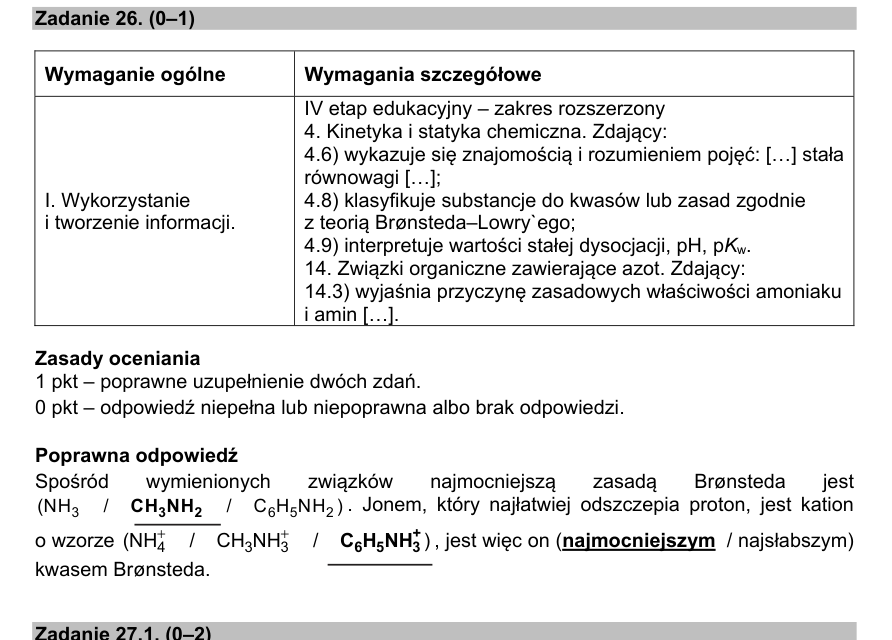 Zadanie 26. (0–1)
Wymaganie ogólne
Wymagania szczegółowe
I. Wykorzystanie
i tworzenie informacji.
IV etap edukacyjny – zakres rozszerzony
4. Kinetyka i statyka chemiczna. Zdający:
4.6) wykazuje się znajomością i rozumieniem pojęć: […] stała
równowagi […];
4.8) klasyfikuje substancje do kwasów lub zasad zgodnie
z teorią Brønsteda–Lowry`ego;
4.9) interpretuje wartości stałej dysocjacji, pH, pKw.
14. Związki organiczne zawierające azot. Zdający:
14.3) wyjaśnia przyczynę zasadowych właściwości amoniaku
i amin […].
Zasady oceniania
1 pkt – poprawne uzupełnienie dwóch zdań.
0 pkt – odpowiedź niepełna lub niepoprawna albo brak odpowiedzi.
Poprawna odpowiedź
Spośród wymienionych związków najmocniejszą zasadą Brønsteda jest
(NH₃ / CH₃NH₂ / C₆H₅NH₂). Jonem, który najłatwiej odszczepia proton, jest kation
o wzorze (NH₄⁺ / CH₃NH₃⁺ / C₆H₅NH₃⁺), jest więc on (najmocniejszym / najsłabszym)
kwasem Brønsteda.
Zadanie 27.1. (0–2)